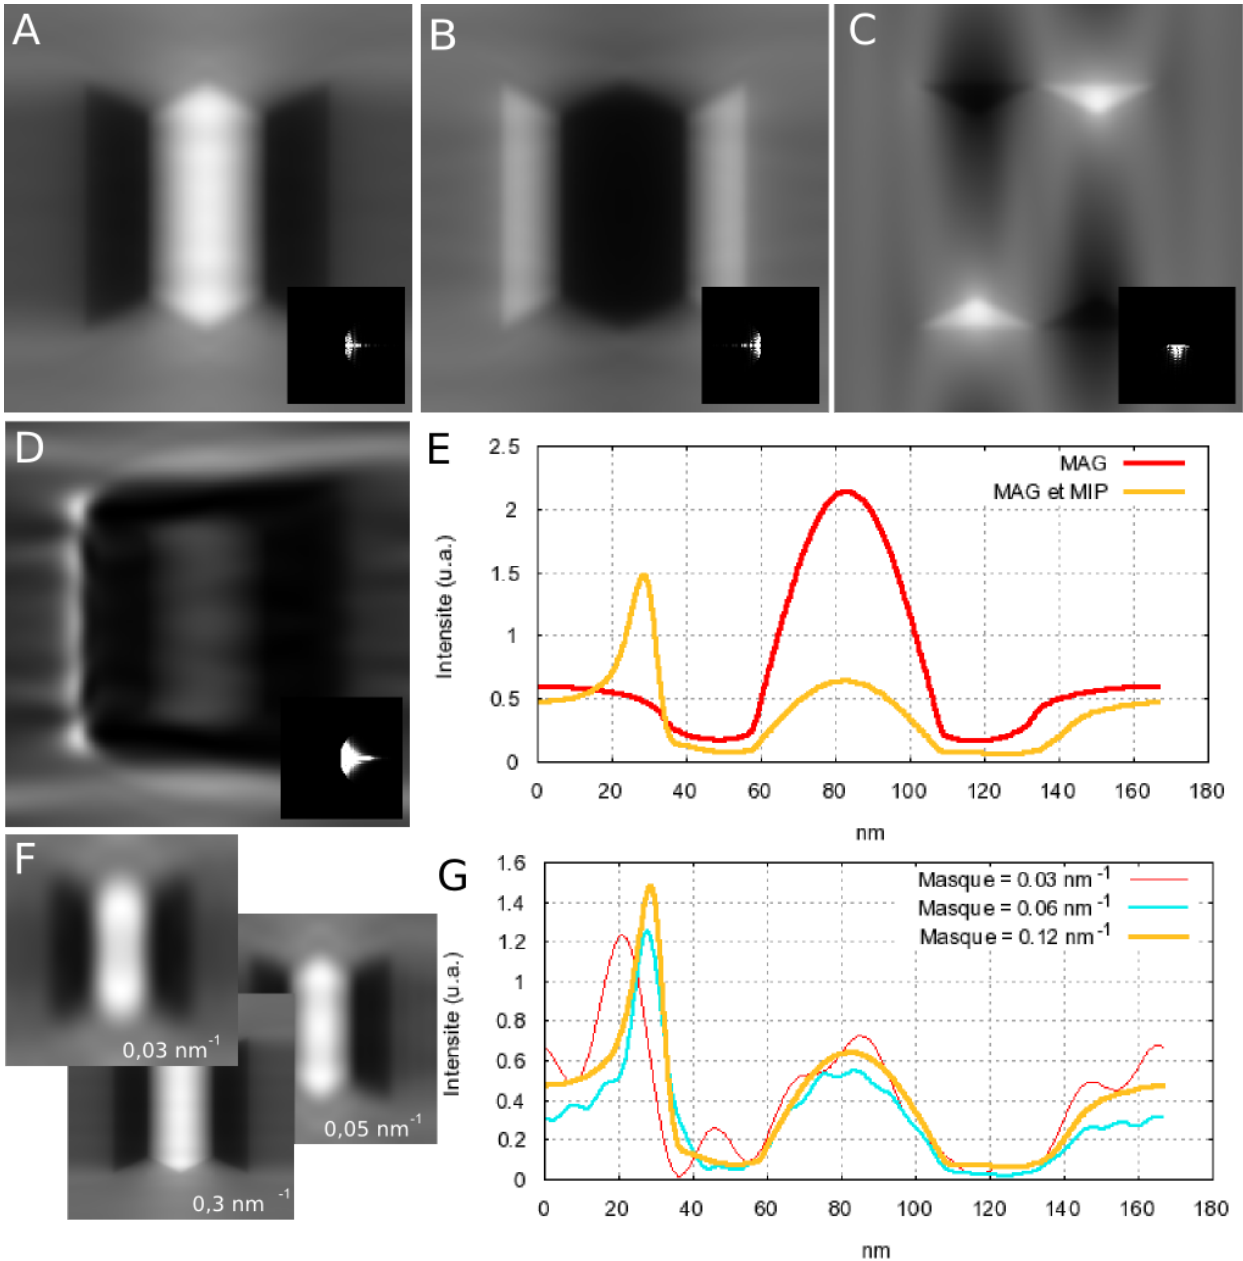 A
B
C
D
E
2.5
2
1.5
1
0.5
0
Intensite (u.a.)
MAG
MAG et MIP
0 20 40 60 80 100 120 140 160 180
nm
F
0,03 nm⁻¹
0,05 nm⁻¹
0,3 nm ⁻¹
G
1.6
1.4
1.2
1
0.8
0.6
0.4
0.2
0
Intensite (u.a.)
Masque = 0.03 nm⁻¹
Masque = 0.06 nm⁻¹
Masque = 0.12 nm⁻¹
0 20 40 60 80 100 120 140 160 180
nm